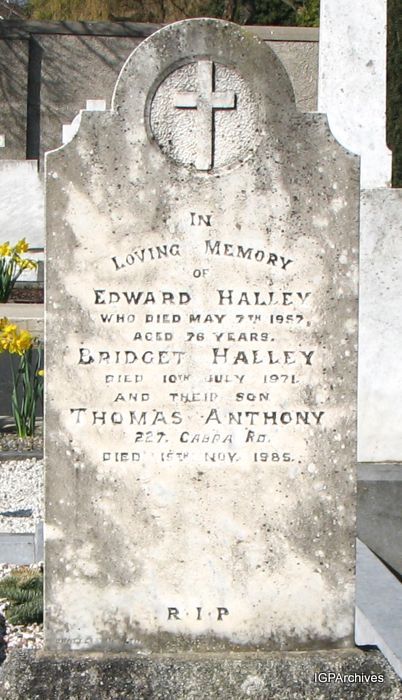 IN
LOVING MEMORY
OF
EDWARD HALLEY
WHO DIED MAY 7TH 1957,
AGED 76 YEARS.
BRIDGET HALLEY
DIED 10TH JULY 1971.
AND THEIR SON
THOMAS ANTHONY
227. CABRA RD.
DIED 15TH NOV. 1985.
R·I·P
IGPArchives